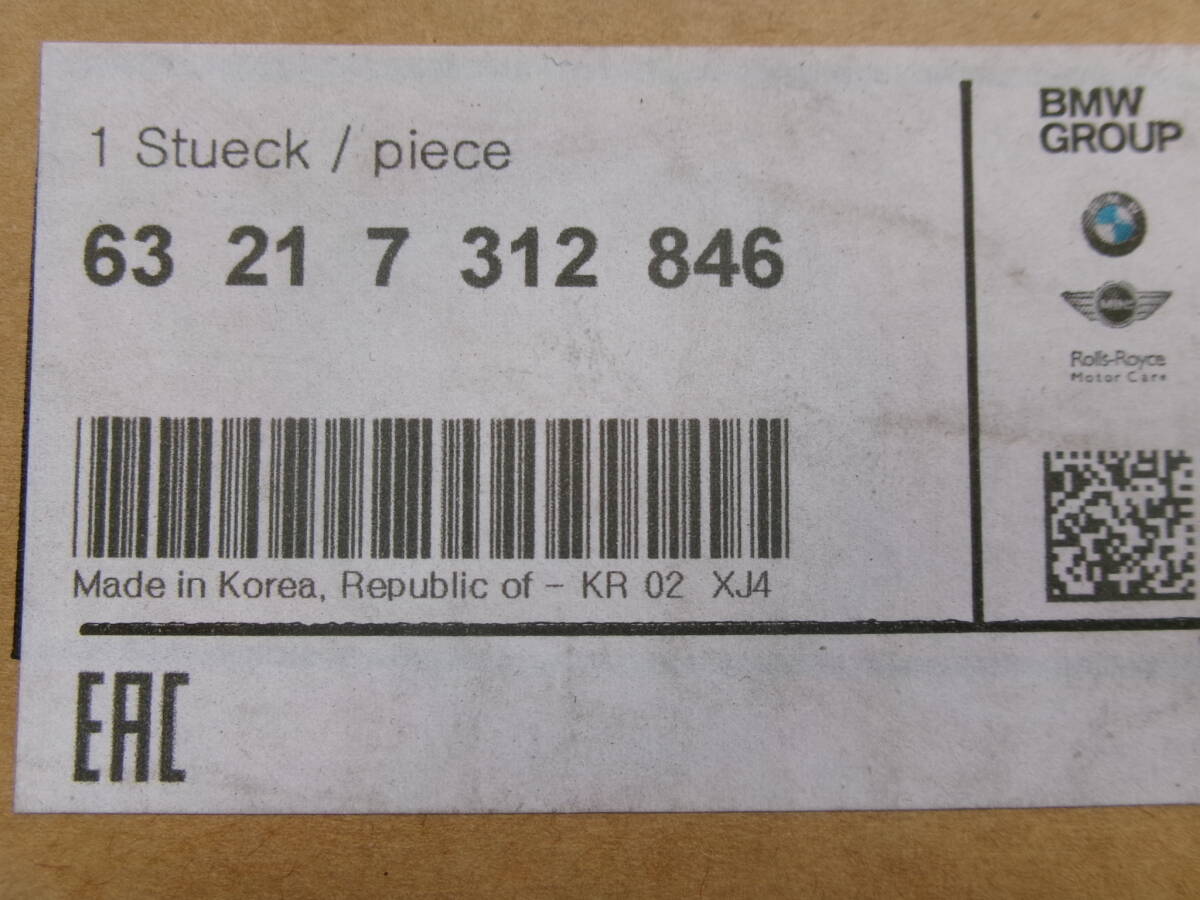 1 Stueck / piece
63 21 7 312 846
Made in Korea, Republic of - KR 02 XJ4
EAC
BMW
GROUP
Rolls-Royce
Motor Cars